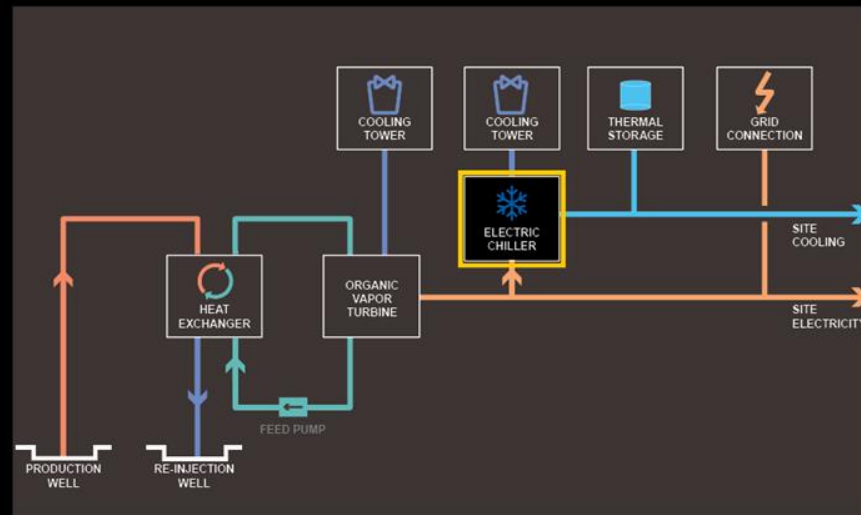 COOLING
TOWER
COOLING
TOWER
THERMAL
STORAGE
GRID
CONNECTION
ELECTRIC
CHILLER
SITE
COOLING
HEAT
EXCHANGER
ORGANIC
VAPOR
TURBINE
SITE
ELECTRICITY
FEED PUMP
PRODUCTION
WELL
RE-INJECTION
WELL